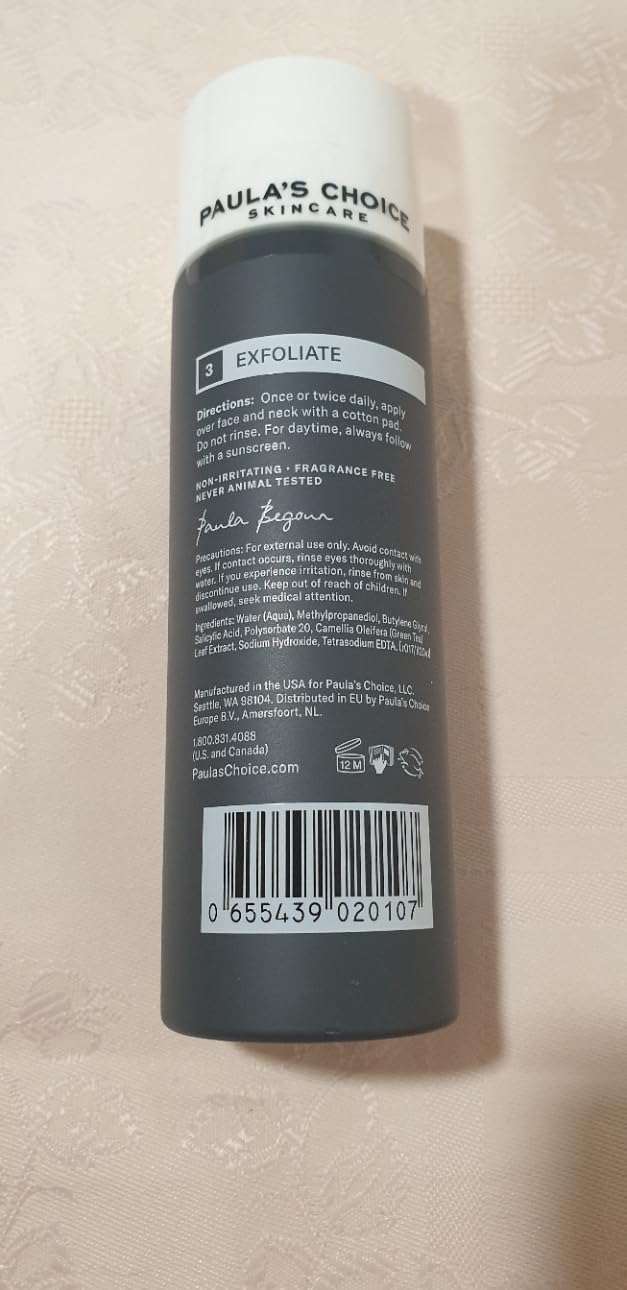 PAULA'S CHOICE
SKINCARE
3 EXFOLIATE
Directions: Once or twice daily, apply
over face and neck with a cotton pad.
Do not rinse. For daytime, always follow
with a sunscreen.
NON-IRRITATING • FRAGRANCE FREE
NEVER ANIMAL TESTED
Paula Begoun
Precautions: For external use only. Avoid contact with
eyes. If contact occurs, rinse eyes thoroughly with
water. If you experience irritation, rinse from skin and
discontinue use. Keep out of reach of children. If
swallowed, seek medical attention.
Ingredients: Water (Aqua), Methylpropanediol, Butylene Glycol,
Salicylic Acid, Polysorbate 20, Camellia Oleifera (Green Tea)
Leaf Extract, Sodium Hydroxide, Tetrasodium EDTA.
Manufactured in the USA for Paula's Choice, LLC.
Seattle, WA 98104. Distributed in EU by Paula's Choice
Europe B.V., Amersfoort, NL.
1.800.831.4088
(U.S. and Canada)
PaulasChoice.com
12 M
0 655439 020107